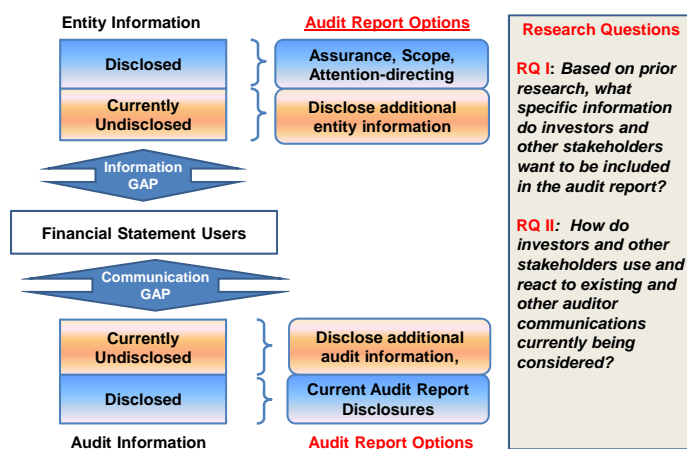 Entity Information
Audit Report Options
Disclosed
Assurance, Scope,
Attention-directing
Currently
Undisclosed
Disclose additional
entity information
Information
GAP
Financial Statement Users
Communication
GAP
Currently
Undisclosed
Disclose additional
audit information,
Disclosed
Current Audit Report
Disclosures
Audit Information
Audit Report Options
Research Questions
RQ I: Based on prior
research, what
specific information
do investors and
other stakeholders
want to be included
in the audit report?
RQ II: How do
investors and other
stakeholders use and
react to existing and
other auditor
communications
currently being
considered?